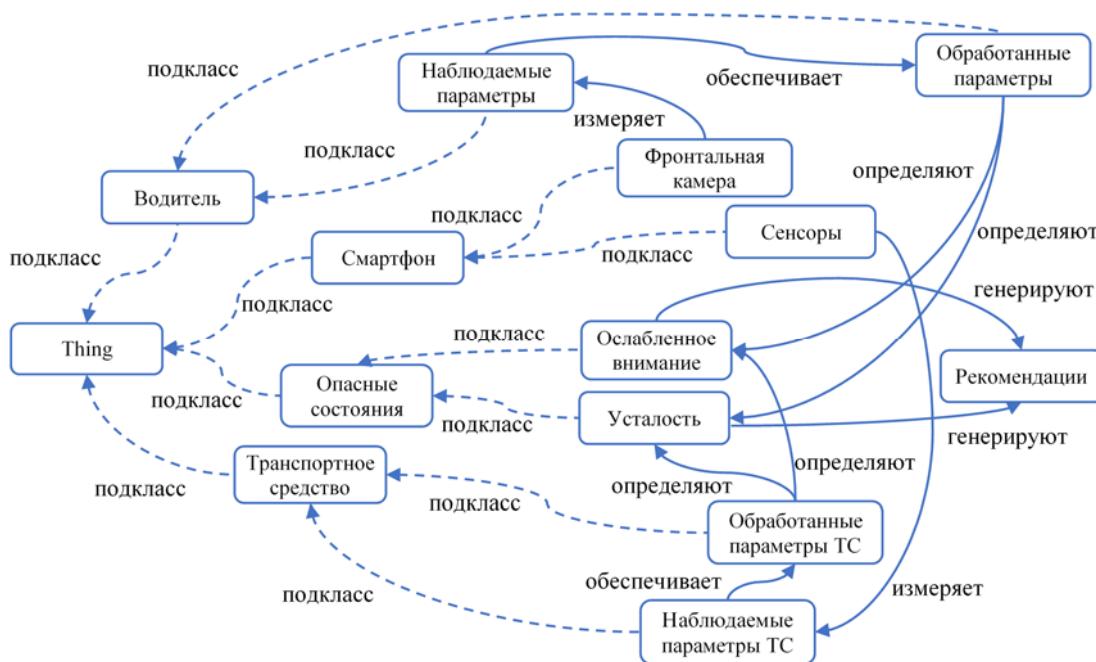 подкласс
Наблюдаемые
параметры
обеспечивает
Обработанные
параметры
измеряет
подкласс
Фронтальная
камера
определяют
Водитель
подкласс
Сенсоры
определяют
подкласс
Смартфон
подкласс
генерируют
подкласс
подкласс
Ослабленное
внимание
Thing
Опасные
состояния
Рекомендации
подкласс
Усталость
подкласс
генерируют
Транспортное
средство
определяют
подкласс
определяют
подкласс
Обработанные
параметры ТС
обеспечивает
измеряет
подкласс
Наблюдаемые
параметры ТС